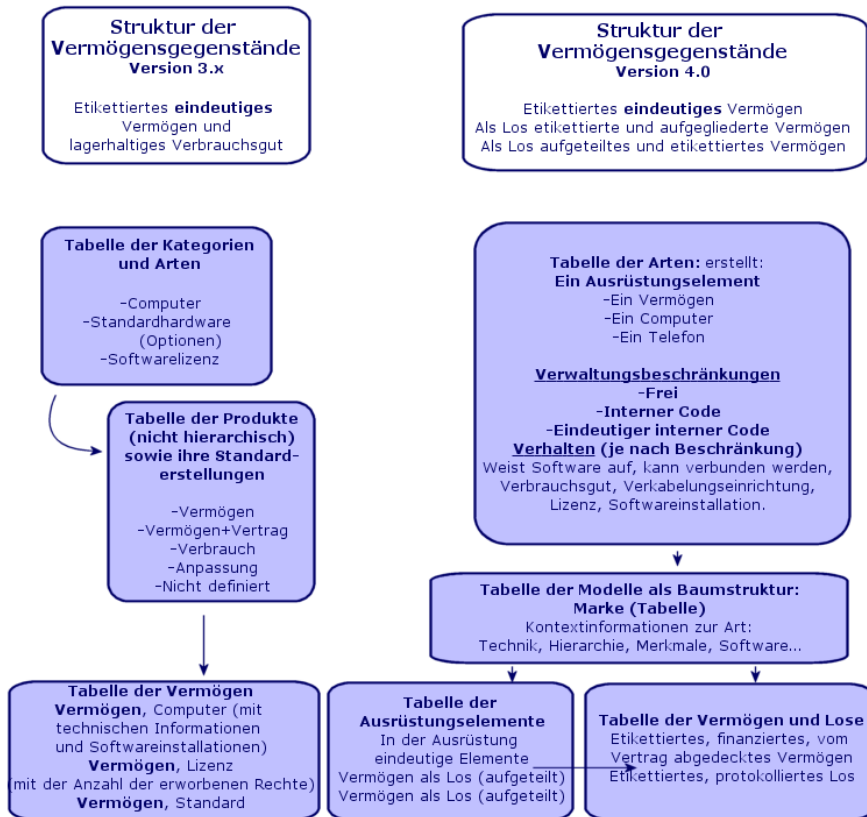 Struktur der
Vermögensgegenstände
Version 3.x
Etikettiertes eindeutiges
Vermögen und
lagerhaltiges Verbrauchsgut
Struktur der
Vermögensgegenstände
Version 4.0
Etikettiertes eindeutiges Vermögen
Als Los etikettierte und aufgegliederte Vermögen
Als Los aufgeteiltes und etikettiertes Vermögen
Tabelle der Kategorien
und Arten
-Computer
-Standardhardware
(Optionen)
-Softwarelizenz
Tabelle der Produkte
(nicht hierarchisch)
sowie ihre Standard-
erstellungen
-Vermögen
-Vermögen+Vertrag
-Verbrauch
-Anpassung
-Nicht definiert
Tabelle der Vermögen
Vermögen, Computer (mit
technischen Informationen
und Softwareinstallationen)
Vermögen, Lizenz
(mit der Anzahl der erworbenen Rechte)
Vermögen, Standard
Tabelle der Arten: erstellt:
Ein Ausrüstungselement
-Ein Vermögen
-Ein Computer
-Ein Telefon
Verwaltungsbeschränkungen
-Frei
-Interner Code
-Eindeutiger interner Code
Verhalten (je nach Beschränkung)
Weist Software auf, kann verbunden werden,
Verbrauchsgut, Verkabelungseinrichtung,
Lizenz, Softwareinstallation.
Tabelle der Modelle als Baumstruktur:
Marke (Tabelle)
Kontextinformationen zur Art:
Technik, Hierarchie, Merkmale, Software...
Tabelle der
Ausrüstungselemente
In der Ausrüstung
eindeutige Elemente
Vermögen als Los (aufgeteilt)
Vermögen als Los (aufgeteilt)
Tabelle der Vermögen und Lose
Etikettiertes, finanziertes, vom
Vertrag abgedecktes Vermögen
Etikettiertes, protokolliertes Los